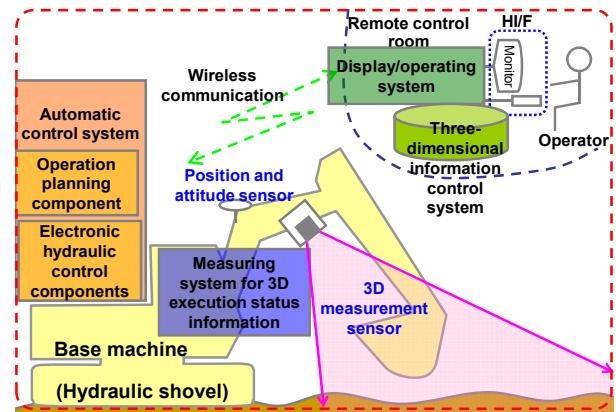 Remote control
room
HI/F
Monitor
Display/operating
system
Wireless
communication
Operator
Three-
dimensional
information
control
system
Automatic
control system
Operation
planning
component
Electronic
hydraulic
control
components
Position and
attitude sensor
Measuring
system for 3D
execution status
information
3D
measurement
sensor
Base machine
(Hydraulic shovel)